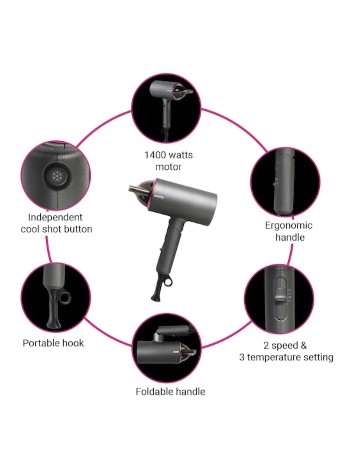 1400 watts
motor
Independent
cool shot button
Ergonomic
handle
Portable hook
2 speed &
3 temperature setting
Foldable handle